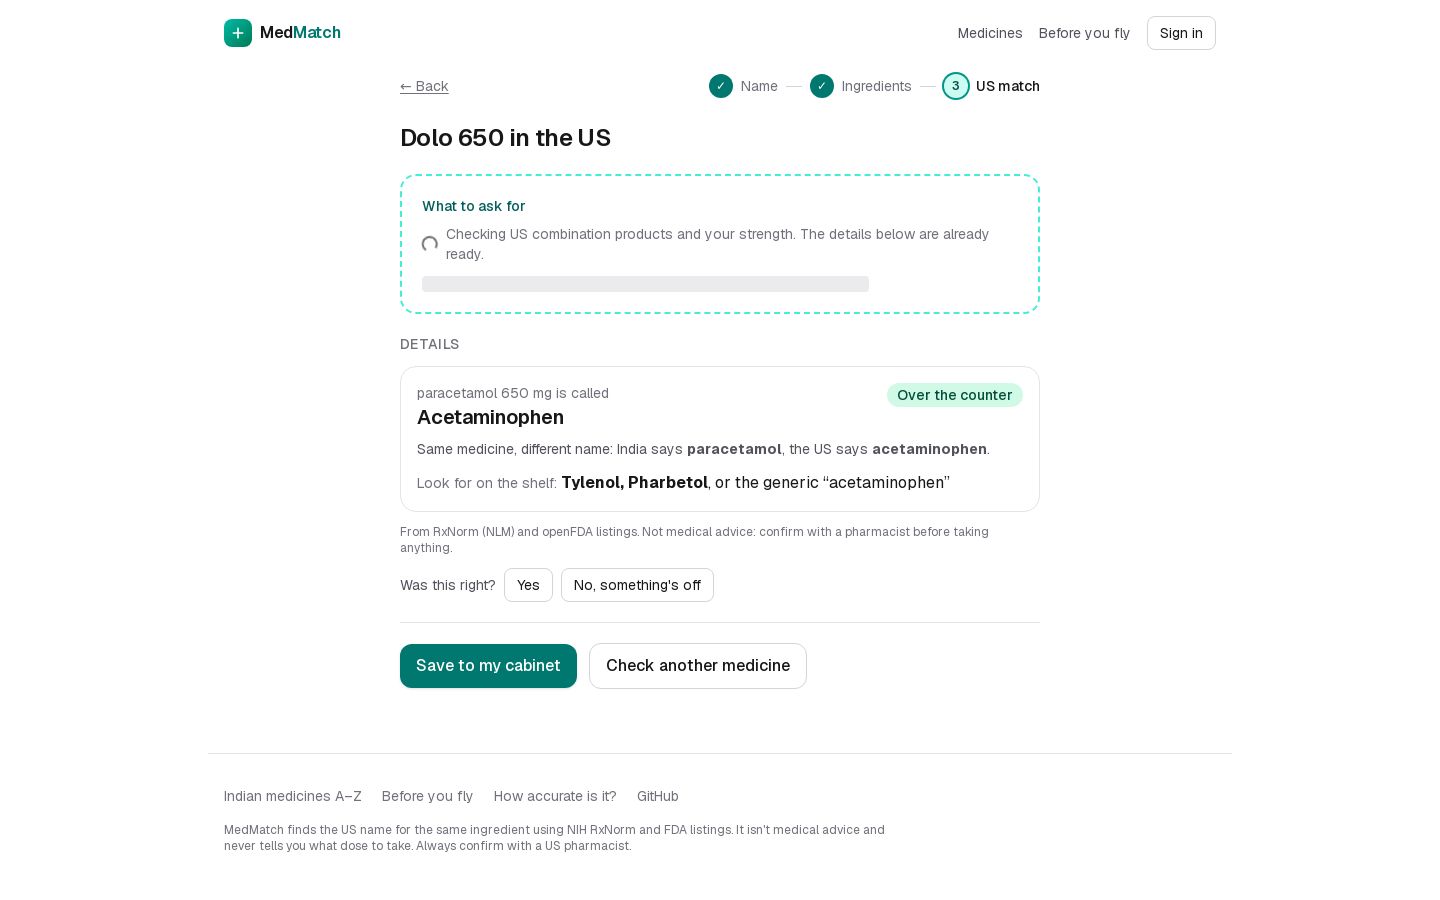 MedMatch
Medicines
Before you fly
Sign in
← Back
✓ Name
✓ Ingredients
3 US match
Dolo 650 in the US
What to ask for
Checking US combination products and your strength. The details below are already
ready.
DETAILS
paracetamol 650 mg is called
Over the counter
Acetaminophen
Same medicine, different name: India says paracetamol, the US says acetaminophen.
Look for on the shelf: Tylenol, Pharbetol, or the generic “acetaminophen”
From RxNorm (NLM) and openFDA listings. Not medical advice: confirm with a pharmacist before taking
anything.
Was this right?
Yes
No, something's off
Save to my cabinet
Check another medicine
Indian medicines A–Z
Before you fly
How accurate is it?
GitHub
MedMatch finds the US name for the same ingredient using NIH RxNorm and FDA listings. It isn't medical advice and
never tells you what dose to take. Always confirm with a US pharmacist.